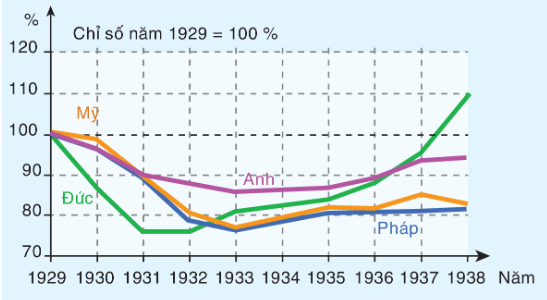 %
Chỉ số năm 1929 = 100 %
120
110
100
90
80
70
Mỹ
Anh
Đức
Pháp
1929 1930 1931 1932 1933 1934 1935 1936 1937 1938 Năm